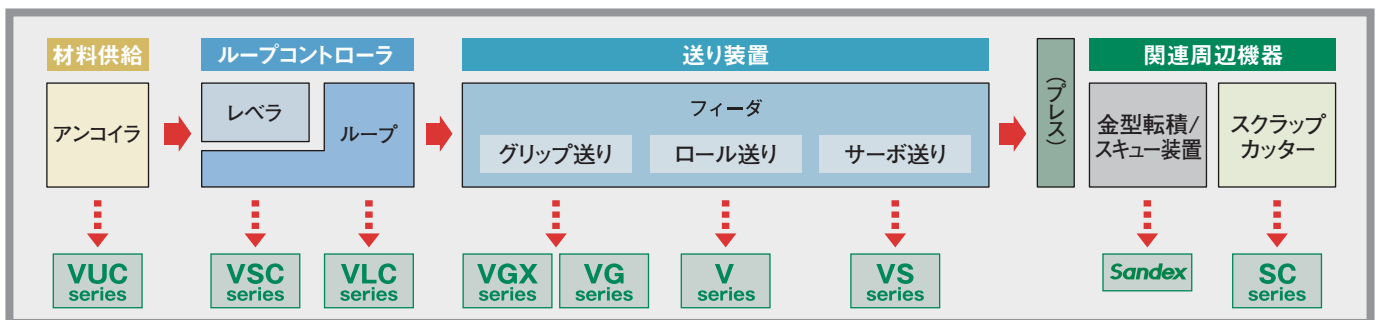 材料供給
アンコイラ
VUC
series
ループコントローラ
レベラ
ループ
VSC
series
VLC
series
送り装置
フィーダ
グリップ送り
ロール送り
サーボ送り
VGX
series
VG
series
V
series
VS
series
(プレス)
関連周辺機器
金型転積/
スキュー装置
スクラップ
カッター
Sandex
SC
series